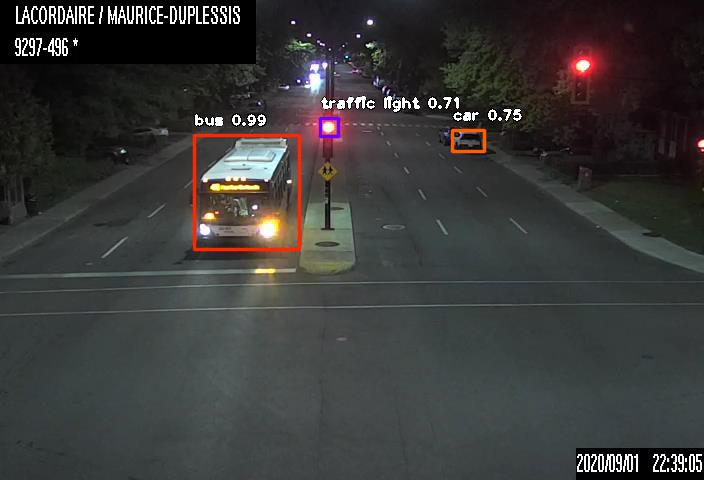 LACORDAIRE / MAURICE-DUPLESSIS
9297-496 *
traffic light 0.71
car 0.75
bus 0.99
2020/09/01 22:39:05